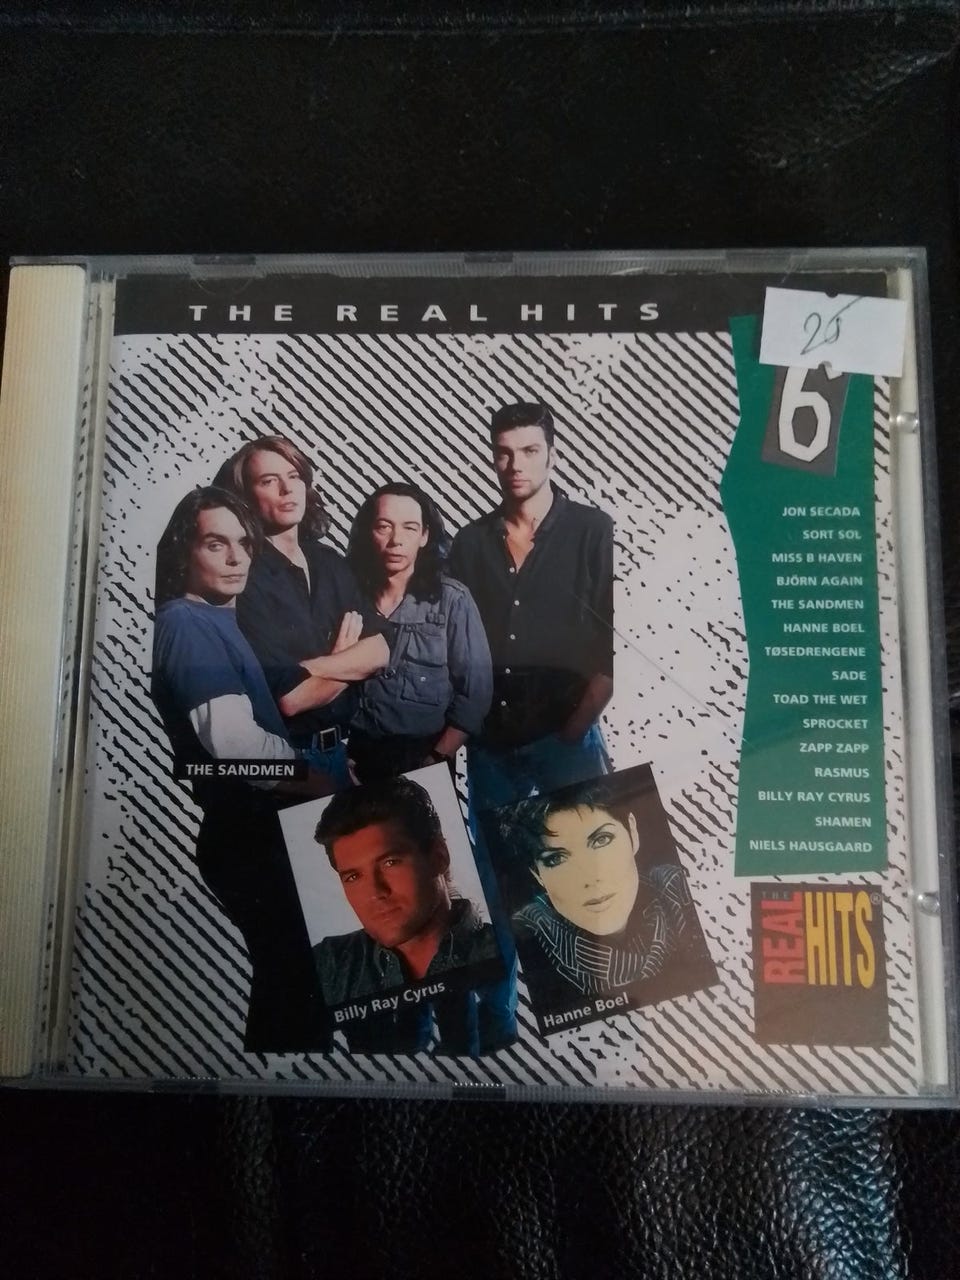 THE REAL HITS
25
6
JON SECADA
SORT SOL
MISS B HAVEN
BJÖRN AGAIN
THE SANDMEN
HANNE BOEL
TØSEDRENGENE
SADE
TOAD THE WET
SPROCKET
ZAPP ZAPP
RASMUS
BILLY RAY CYRUS
SHAMEN
NIELS HAUSGAARD
THE SANDMEN
Billy Ray Cyrus
Hanne Boel
THE
REAL HITS®